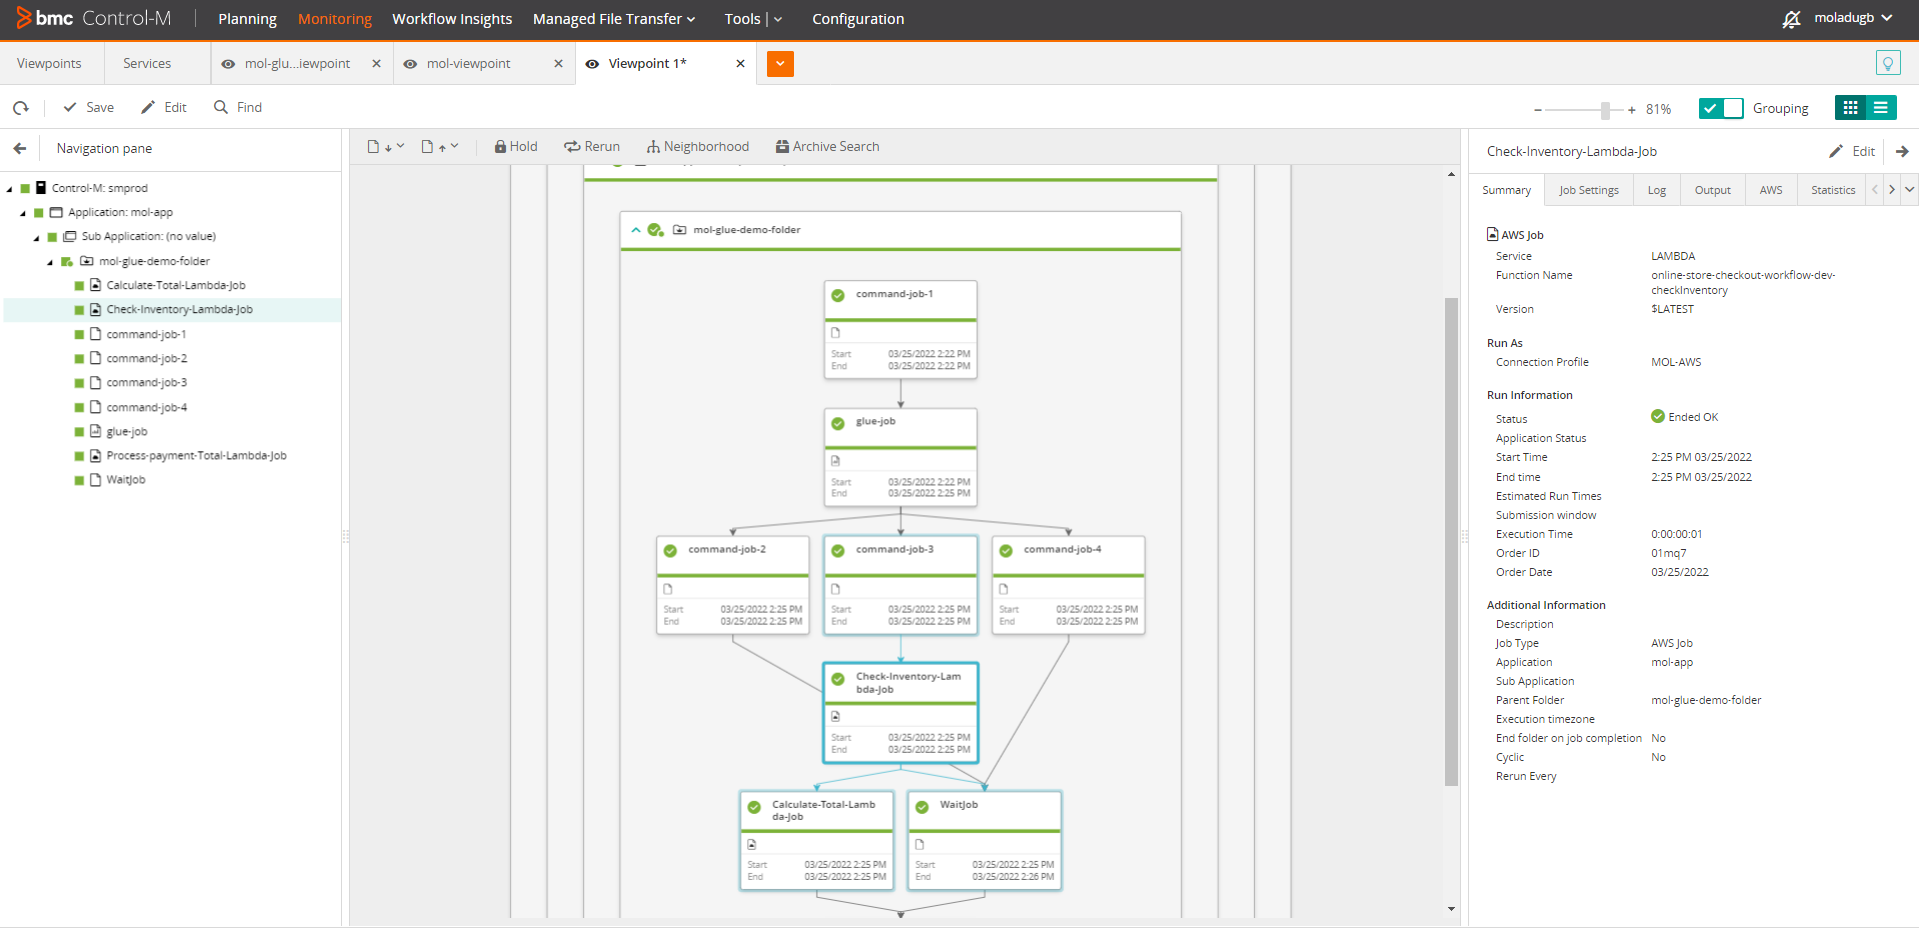 bmc Control-M
Planning
Monitoring
Workflow Insights
Managed File Transfer
Tools
Configuration
moladugb
Viewpoints
Services
mol-glu...iewpoint
mol-viewpoint
Viewpoint 1*
Save
Edit
Find
81%
Grouping
Navigation pane
Control-M: smprod
Application: mol-app
Sub Application: (no value)
mol-glue-demo-folder
Calculate-Total-Lambda-Job
Check-Inventory-Lambda-Job
command-job-1
command-job-2
command-job-3
command-job-4
glue-job
Process-payment-Total-Lambda-Job
WaitJob
Hold
Rerun
Neighborhood
Archive Search
mol-glue-demo-folder
command-job-1
Start 03/25/2022 2:22 PM
End 03/25/2022 2:22 PM
glue-job
Start 03/25/2022 2:22 PM
End 03/25/2022 2:25 PM
command-job-2
Start 03/25/2022 2:25 PM
End 03/25/2022 2:25 PM
command-job-3
Start 03/25/2022 2:25 PM
End 03/25/2022 2:25 PM
command-job-4
Start 03/25/2022 2:25 PM
End 03/25/2022 2:25 PM
Check-Inventory-Lam
bda-Job
Start 03/25/2022 2:25 PM
End 03/25/2022 2:25 PM
Calculate-Total-Lamb
da-Job
Start 03/25/2022 2:25 PM
End 03/25/2022 2:25 PM
WaitJob
Start 03/25/2022 2:25 PM
End 03/25/2022 2:26 PM
Check-Inventory-Lambda-Job
Edit
Summary
Job Settings
Log
Output
AWS
Statistics
AWS Job
Service LAMBDA
Function Name online-store-checkout-workflow-dev-
checkInventory
Version $LATEST
Run As
Connection Profile MOL-AWS
Run Information
Status Ended OK
Application Status
Start Time 2:25 PM 03/25/2022
End time 2:25 PM 03/25/2022
Estimated Run Times
Submission window
Execution Time 0:00:00:01
Order ID 01mq7
Order Date 03/25/2022
Additional Information
Description
Job Type AWS Job
Application mol-app
Sub Application
Parent Folder mol-glue-demo-folder
Execution timezone
End folder on job completion No
Cyclic No
Rerun Every